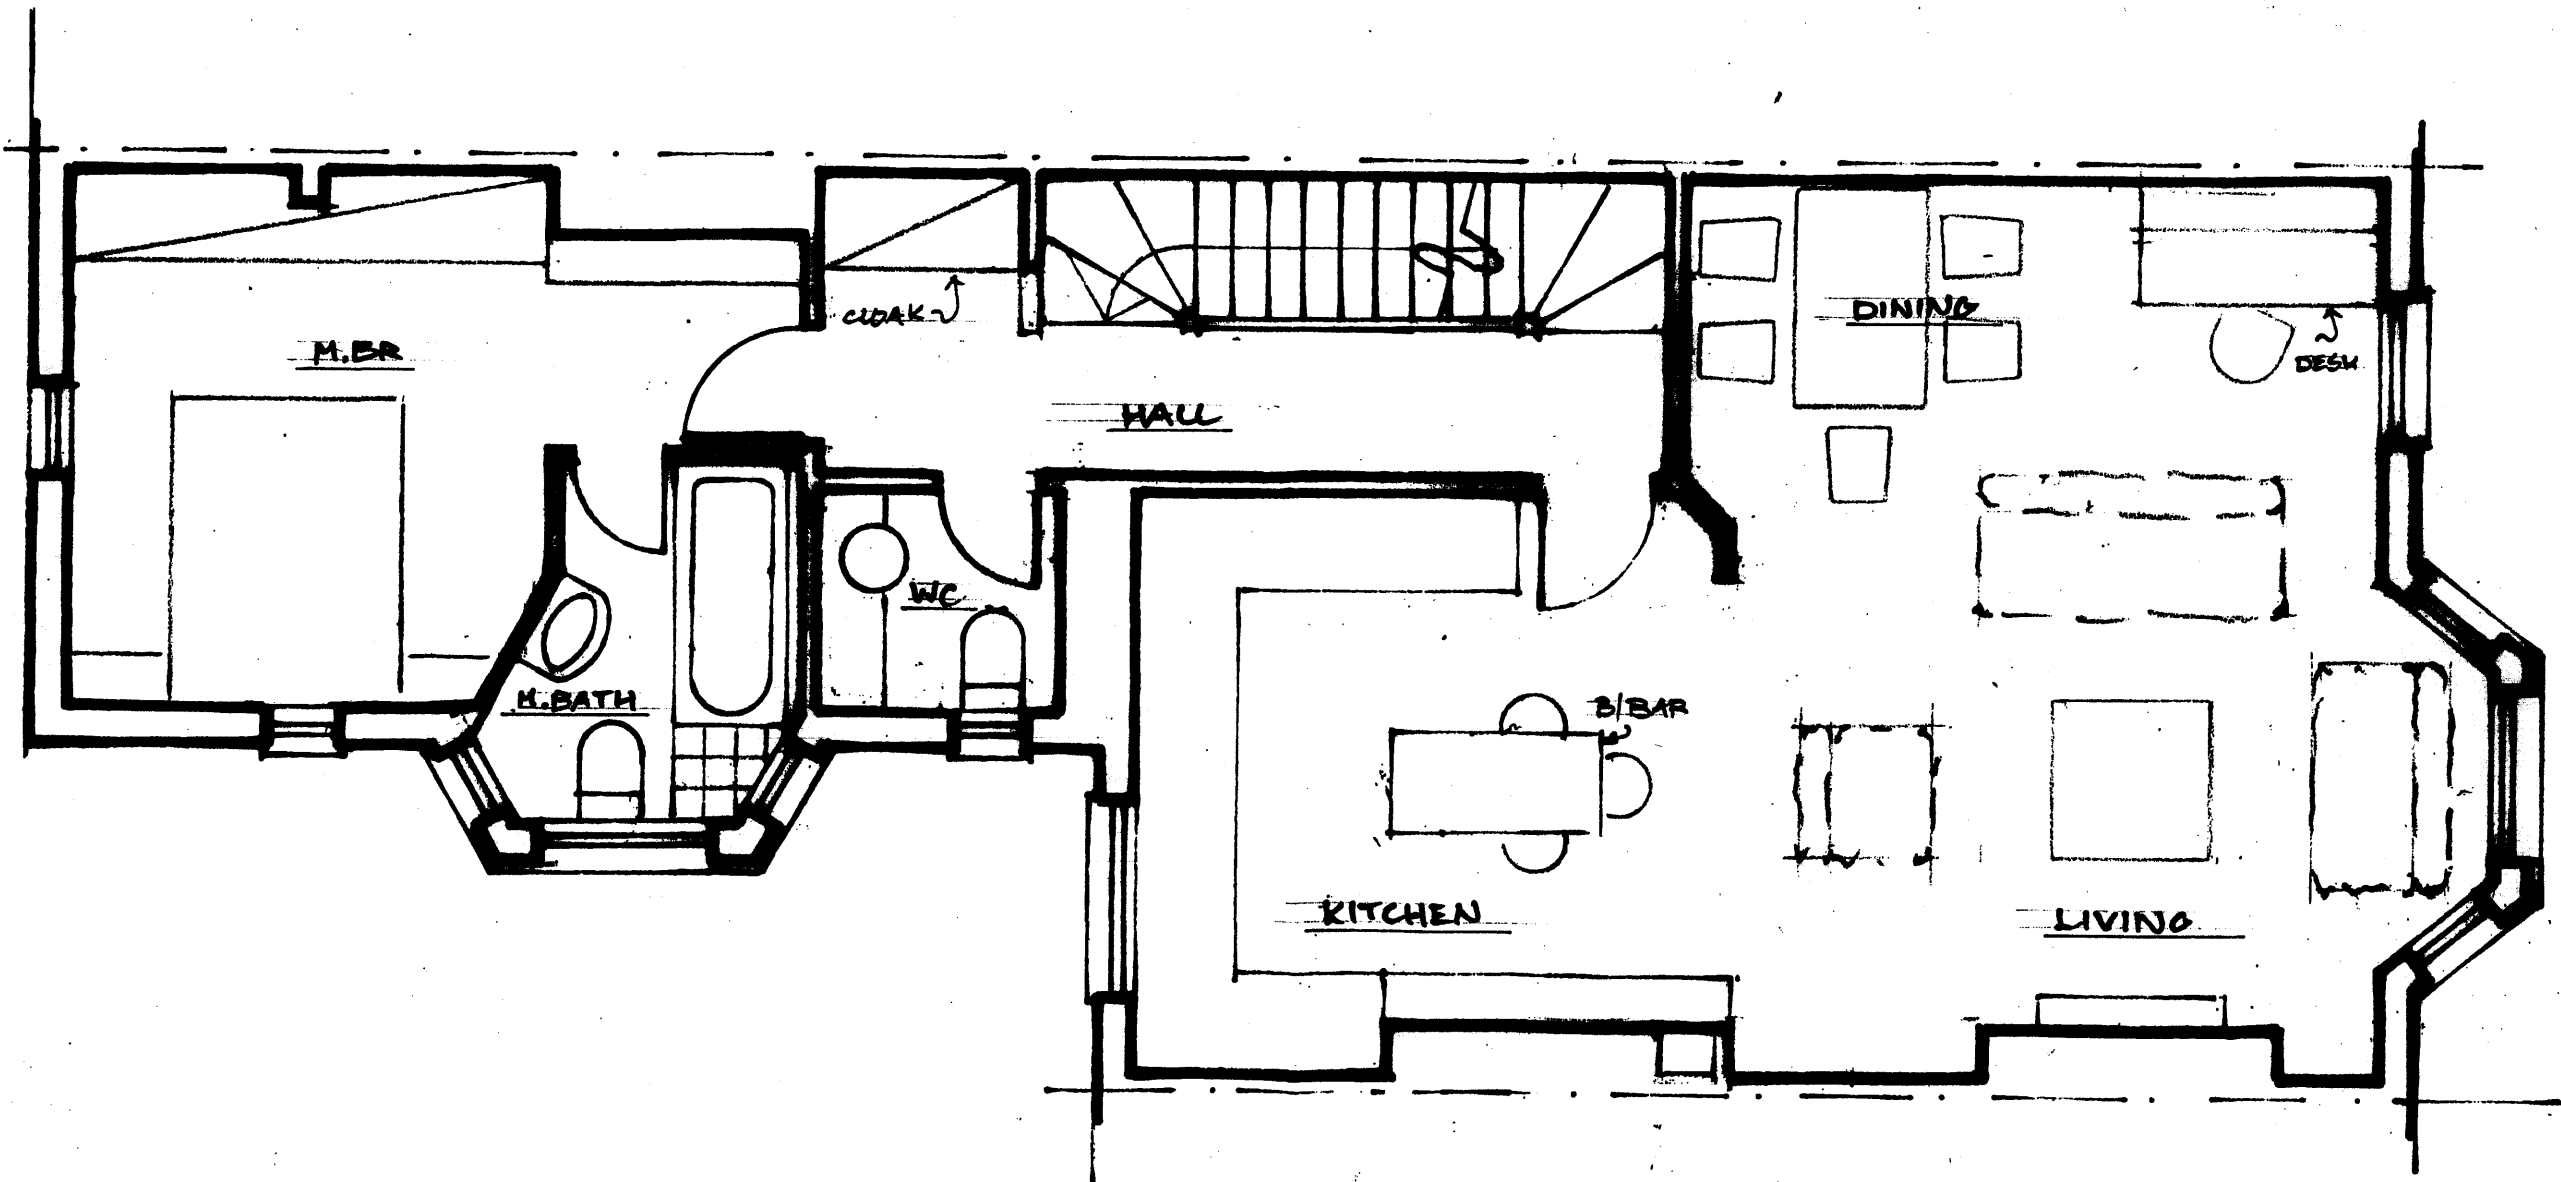 M.BR
CLOAK
HALL
DINING
DESK
WC
M.BATH
B/BAR
KITCHEN
LIVING